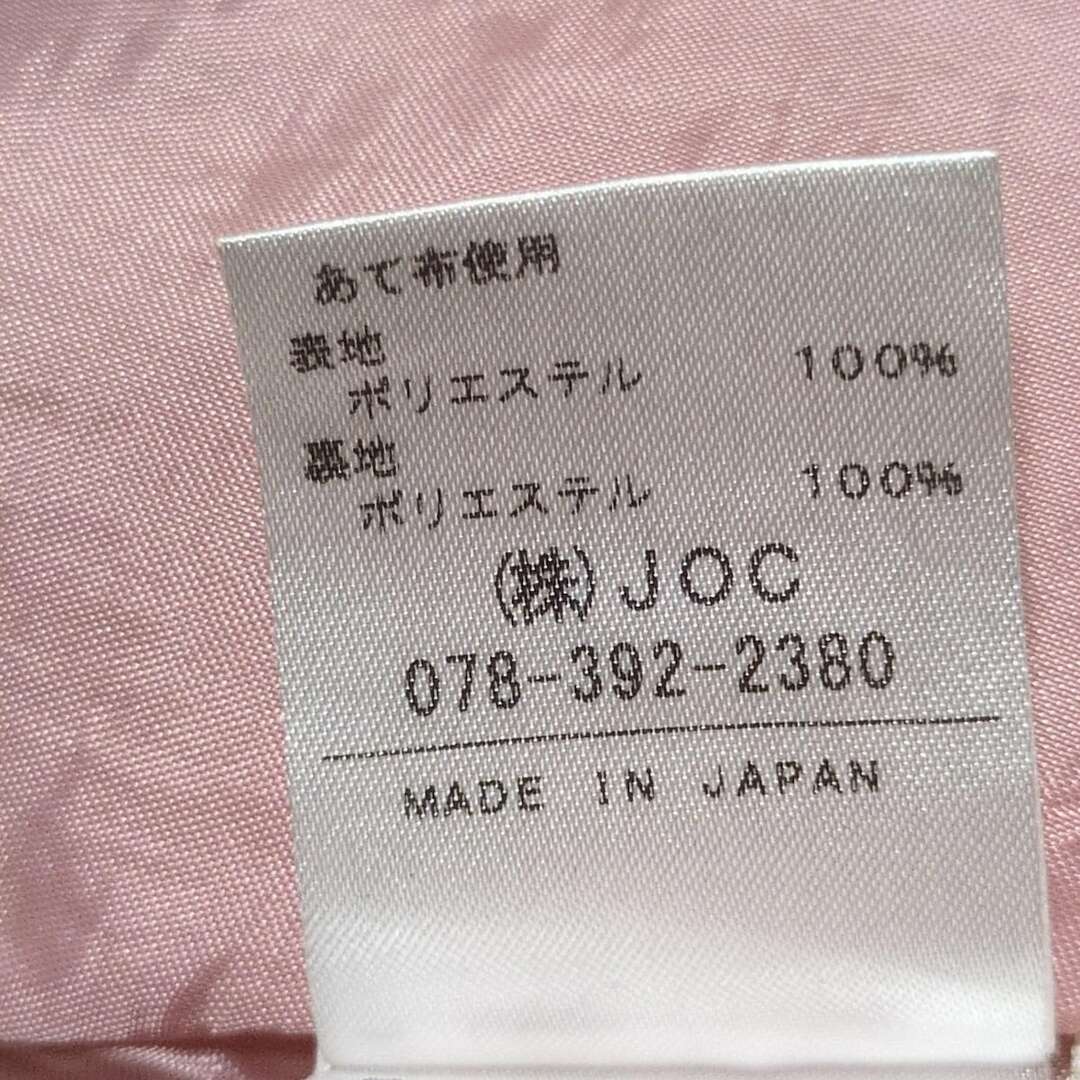 あて布使用
表地
ポリエステル 100%
裏地
ポリエステル 100%
(株)JOC
078-392-2380
MADE IN JAPAN